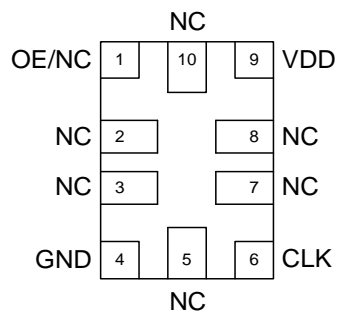 NC
OE/NC 1 10 9 VDD
NC 2 8 NC
NC 3 7 NC
GND 4 5 6 CLK
NC